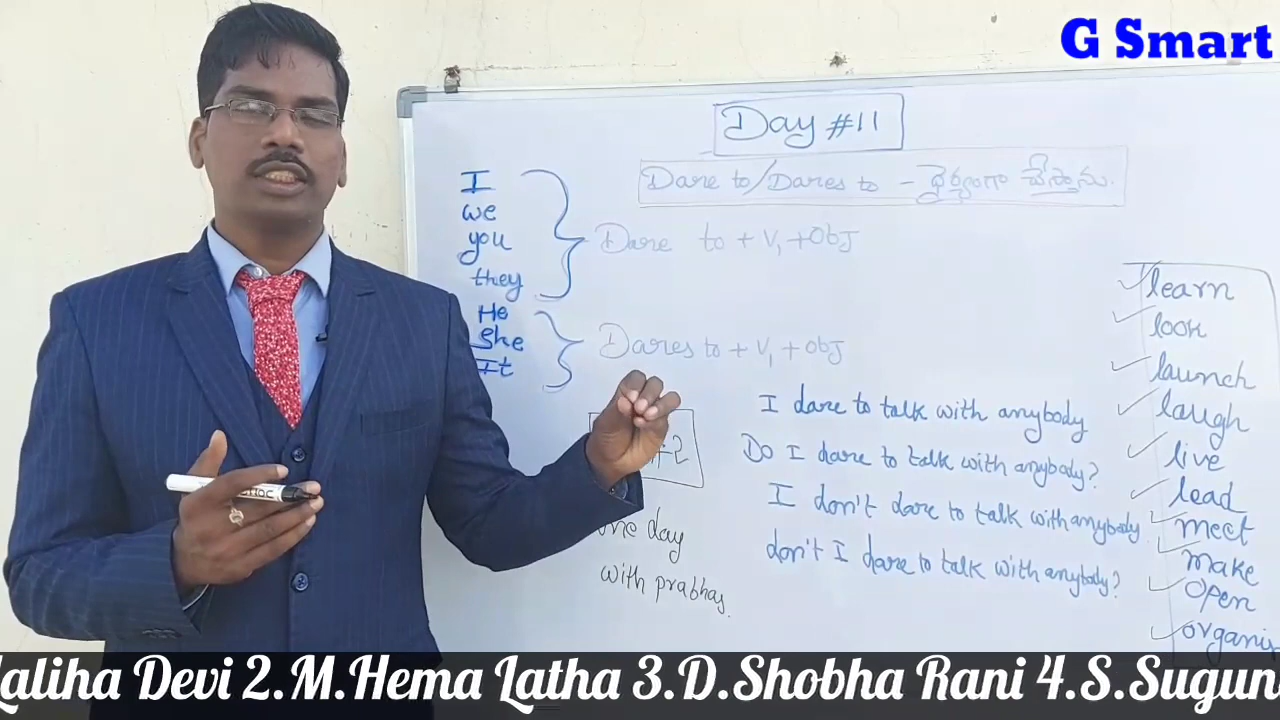 G Smart
Day #11
Dare to/Dares to - ధైర్యంగా చేస్తాను.
I
we
you
they
Dare to + V1 + Obj
He
She
It
Dares to + V1 + Obj
I dare to talk with anybody
Do I dare to talk with anybody?
I don't dare to talk with anybody
don't I dare to talk with anybody?
day
with prabhas.
learn
look
launch
laugh
live
lead
meet
make
open
Devi 2.M.Hema Latha 3.D.Shobha Rani 4.S.